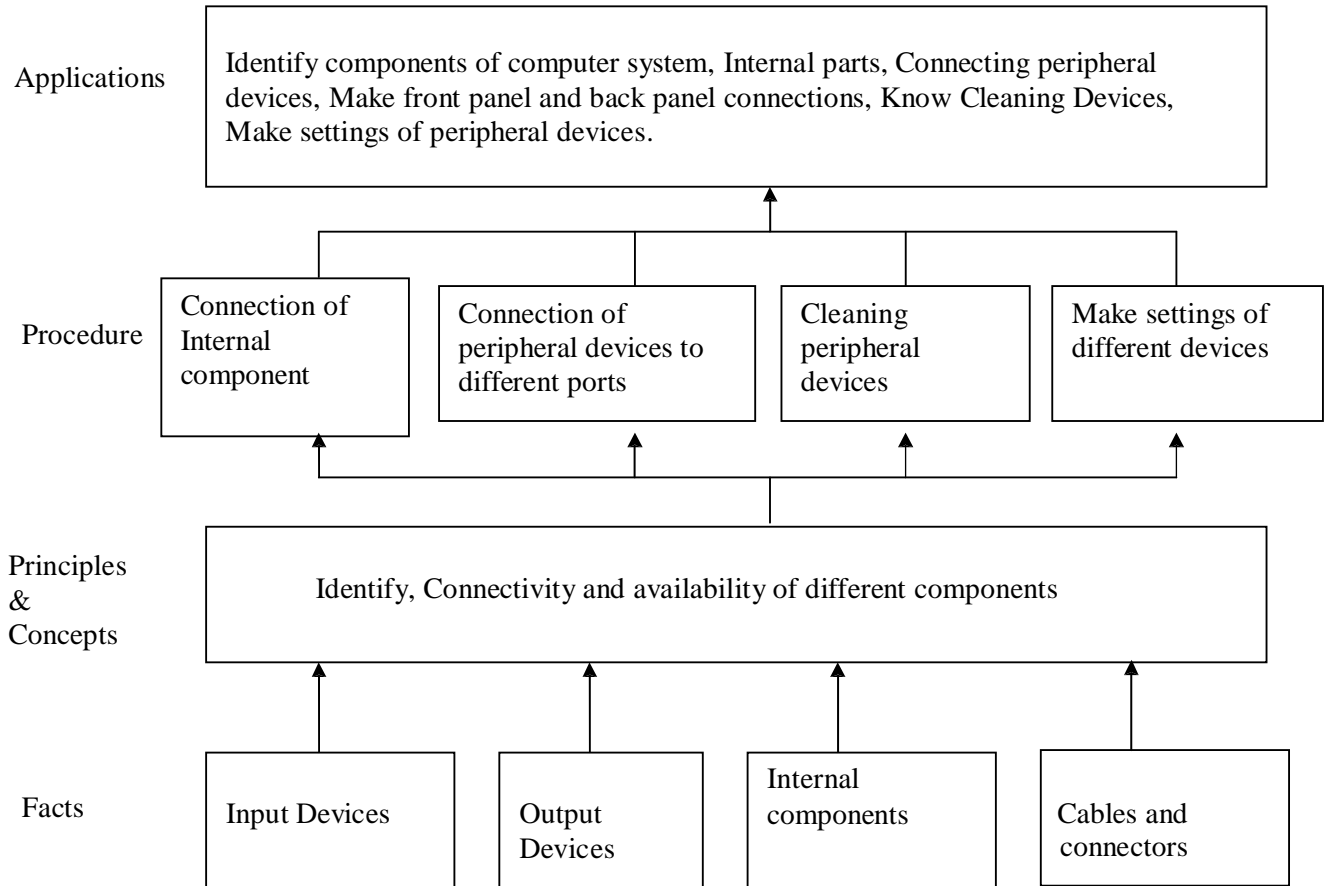 Applications
Identify components of computer system, Internal parts, Connecting peripheral
devices, Make front panel and back panel connections, Know Cleaning Devices,
Make settings of peripheral devices.
Procedure
Connection of
Internal
component
Connection of
peripheral devices to
different ports
Cleaning
peripheral
devices
Make settings of
different devices
Principles
&
Concepts
Identify, Connectivity and availability of different components
Facts
Input Devices
Output
Devices
Internal
components
Cables and
connectors